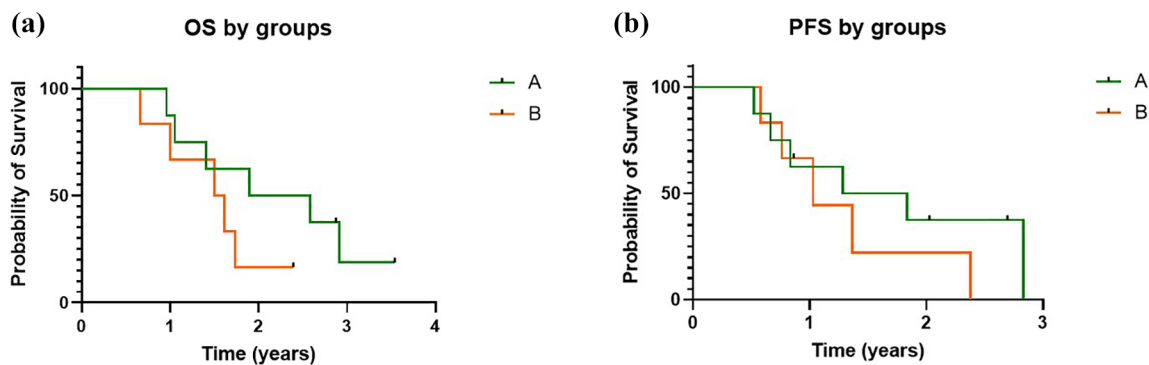 (a)
OS by groups
Probability of Survival
100
50
0
0 1 2 3 4
Time (years)
A
B
(b)
PFS by groups
Probability of Survival
100
50
0
0 1 2 3
Time (years)
A
B